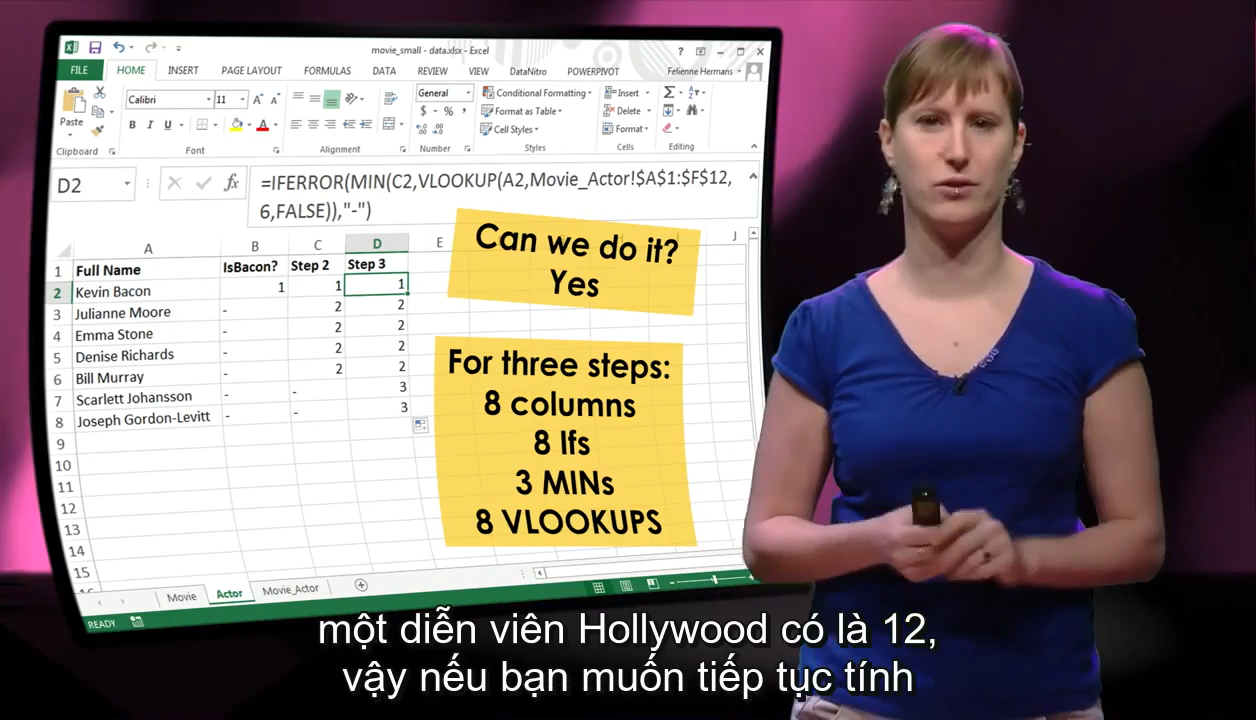 movie_small - data.xlsx - Excel
FILE HOME INSERT PAGE LAYOUT FORMULAS DATA REVIEW VIEW DataNitro POWERPIVOT Felienne Hermans
Calibri 11 General Conditional Formatting Insert
Paste Format as Table Delete
B I U Cell Styles Format
Clipboard Font Alignment Number Styles Cells Editing
D2 fx =IFERROR(MIN(C2,VLOOKUP(A2,Movie_Actor!$A$1:$F$12,
6,FALSE)),"-")
A B C D E J
1 Full Name IsBacon? Step 2 Step 3
2 Kevin Bacon 1 1 1
3 Julianne Moore - 2 2
4 Emma Stone - 2 2
5 Denise Richards - 2 2
6 Bill Murray - 2 2
7 Scarlett Johansson - - 3
8 Joseph Gordon-Levitt - - 3
9
10
11
12
13
14
15
Can we do it?
Yes
For three steps:
8 columns
8 Ifs
3 MINs
8 VLOOKUPS
Movie Actor Movie_Actor
READY
một diễn viên Hollywood có là 12,
vậy nếu bạn muốn tiếp tục tính